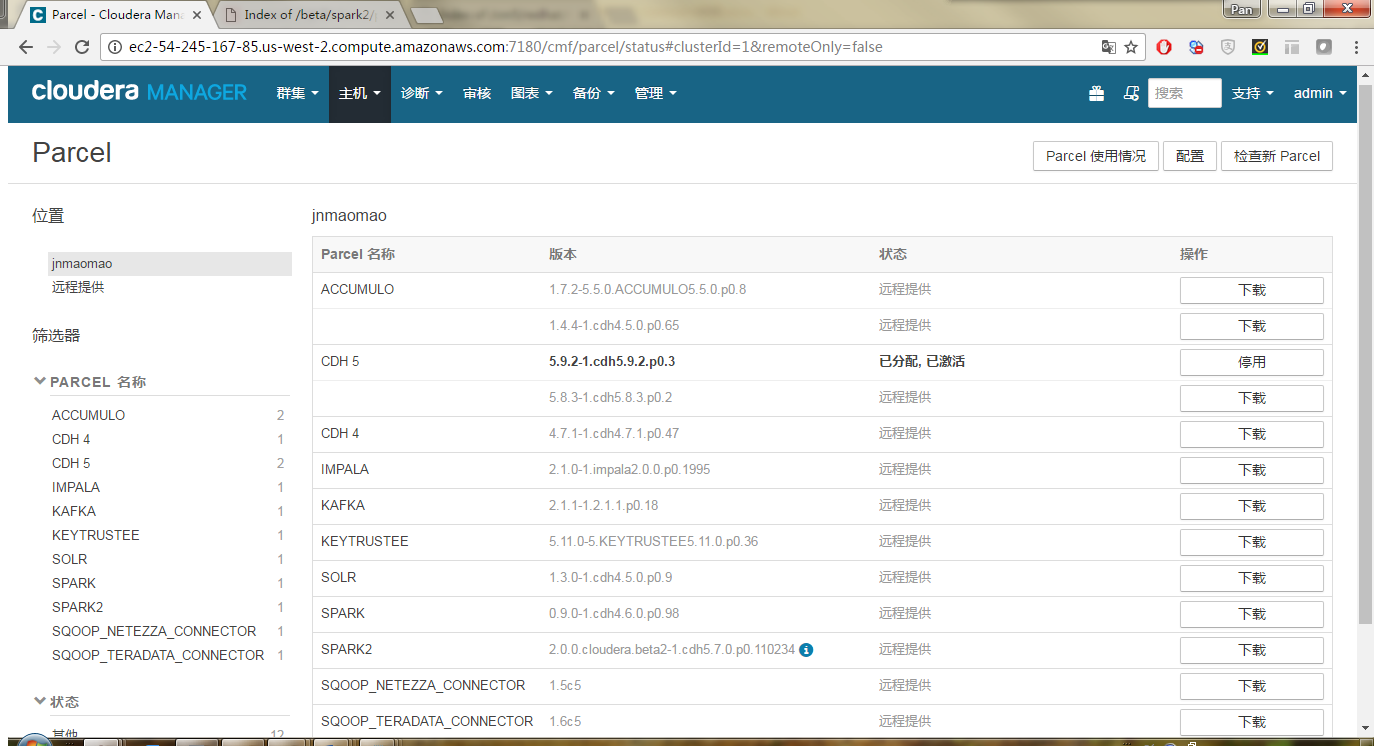 Parcel - Cloudera Mana
Index of /beta/spark2/
Pan
ec2-54-245-167-85.us-west-2.compute.amazonaws.com:7180/cmf/parcel/status#clusterId=1&remoteOnly=false
cloudera MANAGER 群集 主机 诊断 审核 图表 备份 管理 搜索 支持 admin
Parcel Parcel 使用情况 配置 检查新 Parcel
位置
jnmaomao
远程提供
筛选器
PARCEL 名称
ACCUMULO 2
CDH 4 1
CDH 5 2
IMPALA 1
KAFKA 1
KEYTRUSTEE 1
SOLR 1
SPARK 1
SPARK2 1
SQOOP_NETEZZA_CONNECTOR 1
SQOOP_TERADATA_CONNECTOR 1
状态
其他 12
jnmaomao
Parcel 名称 版本 状态 操作
ACCUMULO 1.7.2-5.5.0.ACCUMULO5.5.0.p0.8 远程提供 下载
1.4.4-1.cdh4.5.0.p0.65 远程提供 下载
CDH 5 5.9.2-1.cdh5.9.2.p0.3 已分配, 已激活 停用
5.8.3-1.cdh5.8.3.p0.2 远程提供 下载
CDH 4 4.7.1-1.cdh4.7.1.p0.47 远程提供 下载
IMPALA 2.1.0-1.impala2.0.0.p0.1995 远程提供 下载
KAFKA 2.1.1-1.2.1.1.p0.18 远程提供 下载
KEYTRUSTEE 5.11.0-5.KEYTRUSTEE5.11.0.p0.36 远程提供 下载
SOLR 1.3.0-1.cdh4.5.0.p0.9 远程提供 下载
SPARK 0.9.0-1.cdh4.6.0.p0.98 远程提供 下载
SPARK2 2.0.0.cloudera.beta2-1.cdh5.7.0.p0.110234 远程提供 下载
SQOOP_NETEZZA_CONNECTOR 1.5c5 远程提供 下载
SQOOP_TERADATA_CONNECTOR 1.6c5 远程提供 下载